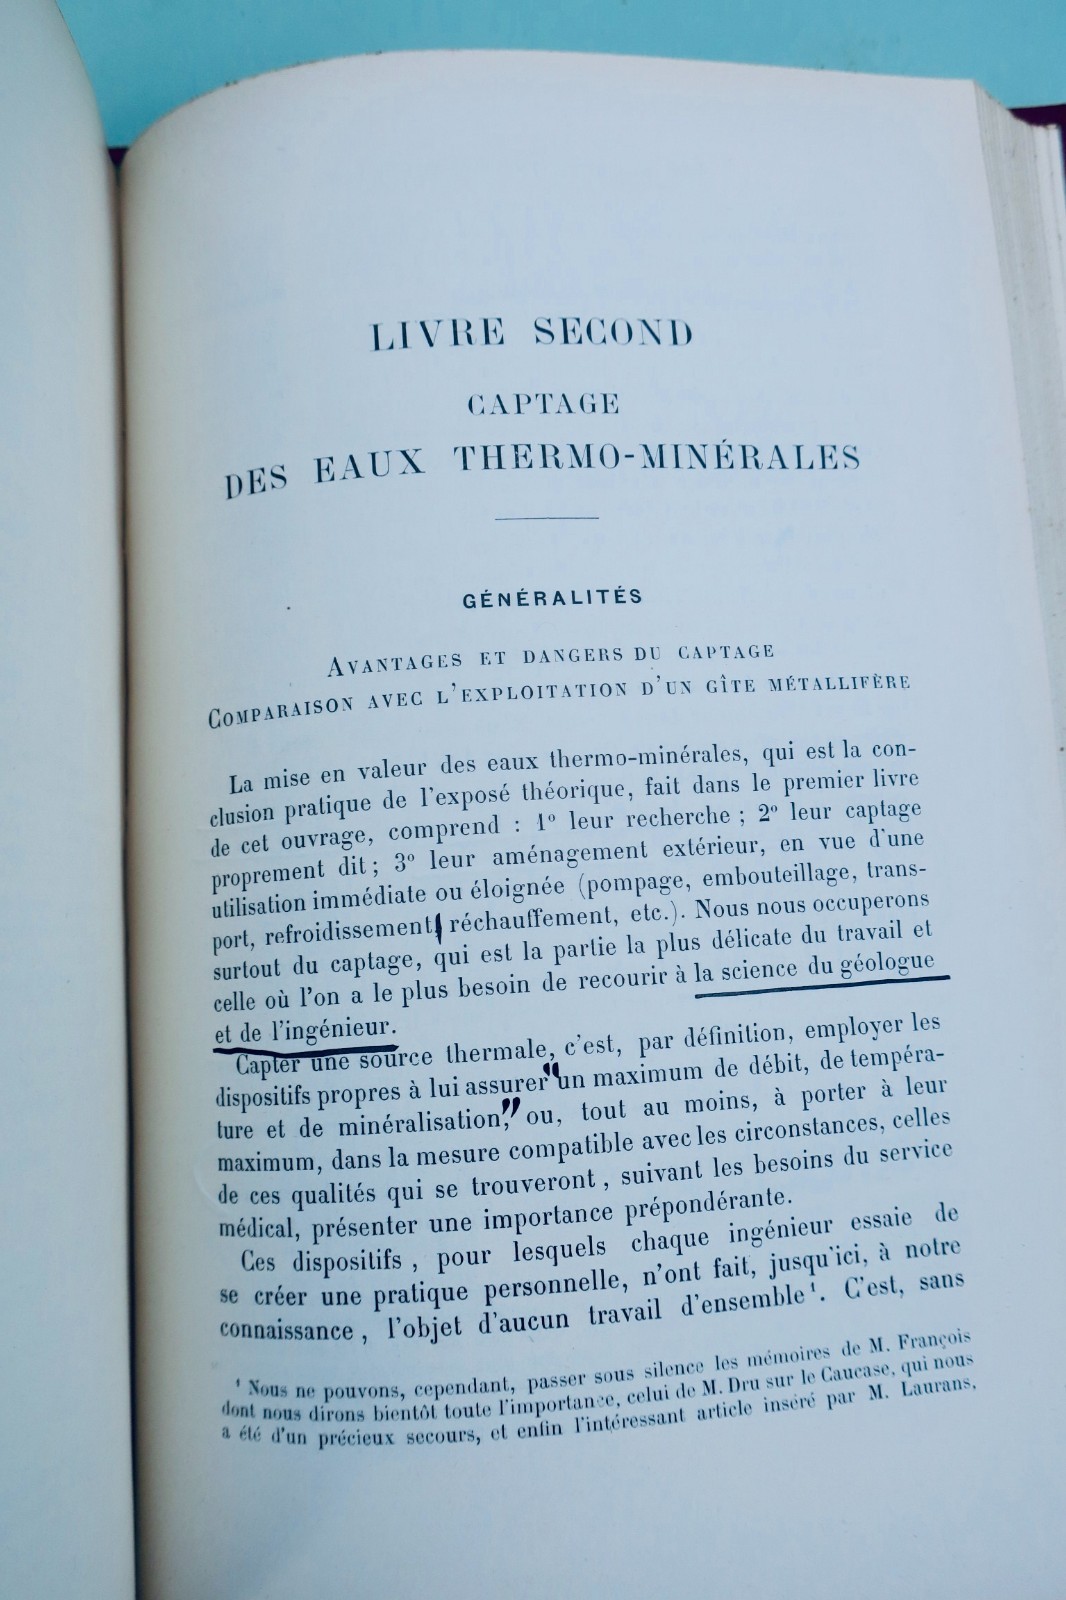 LIVRE SECOND
CAPTAGE
DES EAUX THERMO-MINÉRALES
GÉNÉRALITÉS
AVANTAGES ET DANGERS DU CAPTAGE
COMPARAISON AVEC L'EXPLOITATION D'UN GÎTE MÉTALLIFÈRE
La mise en valeur des eaux thermo-minérales, qui est la con-
clusion pratique de l'exposé théorique, fait dans le premier livre
de cet ouvrage, comprend : 1° leur recherche ; 2° leur captage
proprement dit ; 3° leur aménagement extérieur, en vue d'une
utilisation immédiate ou éloignée (pompage, embouteillage, trans-
port, refroidissement, réchauffement, etc.). Nous nous occuperons
surtout du captage, qui est la partie la plus délicate du travail et
celle où l'on a le plus besoin de recourir à la science du géologue
et de l'ingénieur.
Capter une source thermale, c'est, par définition, employer les
dispositifs propres à lui assurer "un maximum de débit, de tempéra-
ture et de minéralisation," ou, tout au moins, à porter à leur
maximum, dans la mesure compatible avec les circonstances, celles
de ces qualités qui se trouveront, suivant les besoins du service
médical, présenter une importance prépondérante.
Ces dispositifs, pour lesquels chaque ingénieur essaie de
se créer une pratique personnelle, n'ont fait, jusqu'ici, à notre
connaissance, l'objet d'aucun travail d'ensemble¹. C'est, sans
¹ Nous ne pouvons, cependant, passer sous silence les mémoires de M. François
dont nous dirons bientôt toute l'importance, celui de M. Dru sur le Caucase, qui nous
a été d'un précieux secours, et enfin l'intéressant article inséré par M. Laurans,